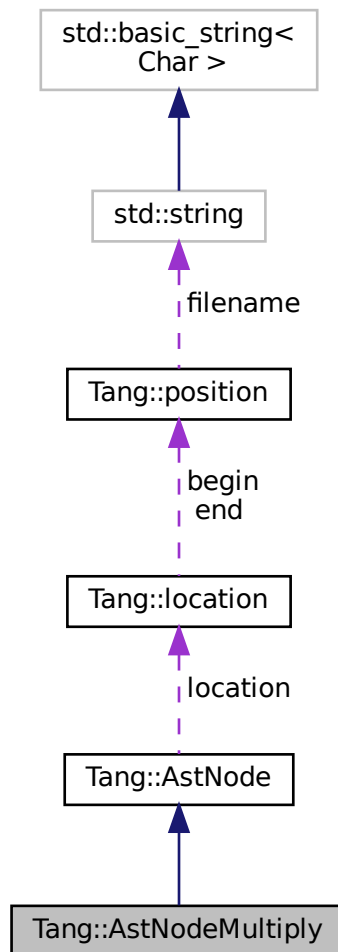 std::basic_string<
Char >
std::string
filename
Tang::position
begin
end
Tang::location
location
Tang::AstNode
Tang::AstNodeMultiply